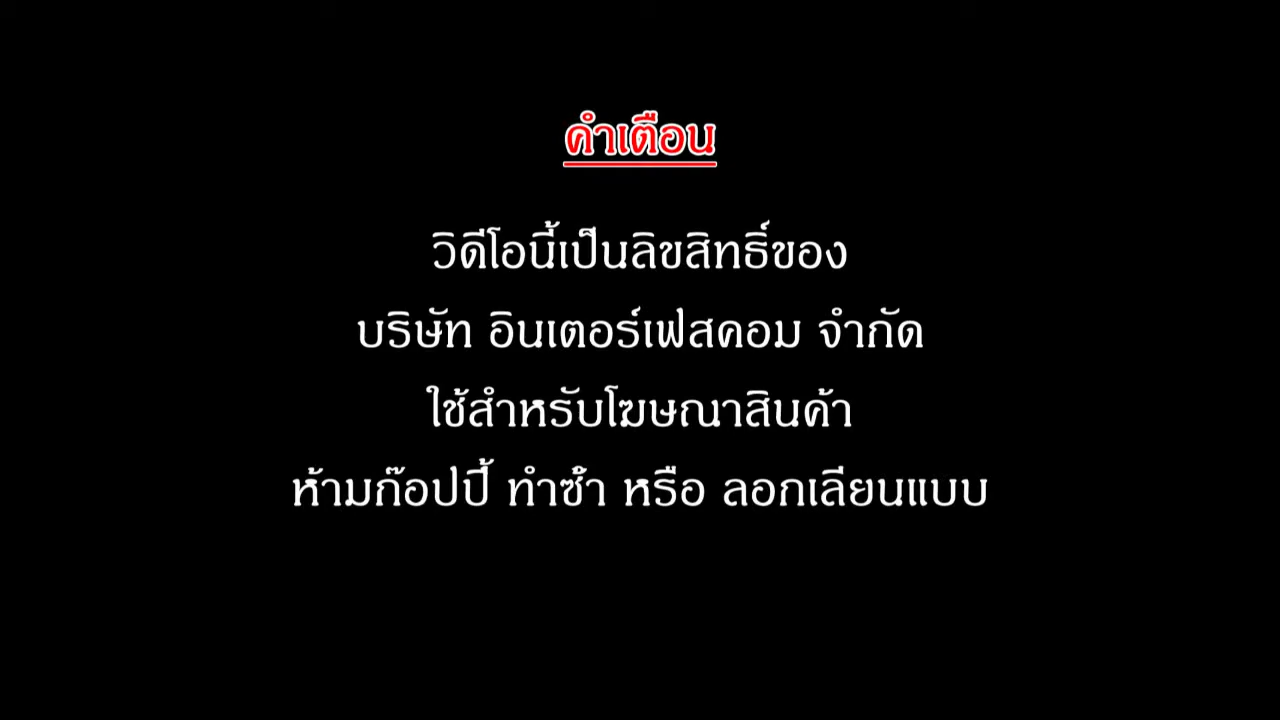 คำเตือน
วิดีโอนี้เป็นลิขสิทธิ์ของ
บริษัท อินเตอร์เฟสคอม จำกัด
ใช้สำหรับโฆษณาสินค้า
ห้ามก๊อปปี้ ทำซ้ำ หรือ ลอกเลียนแบบ